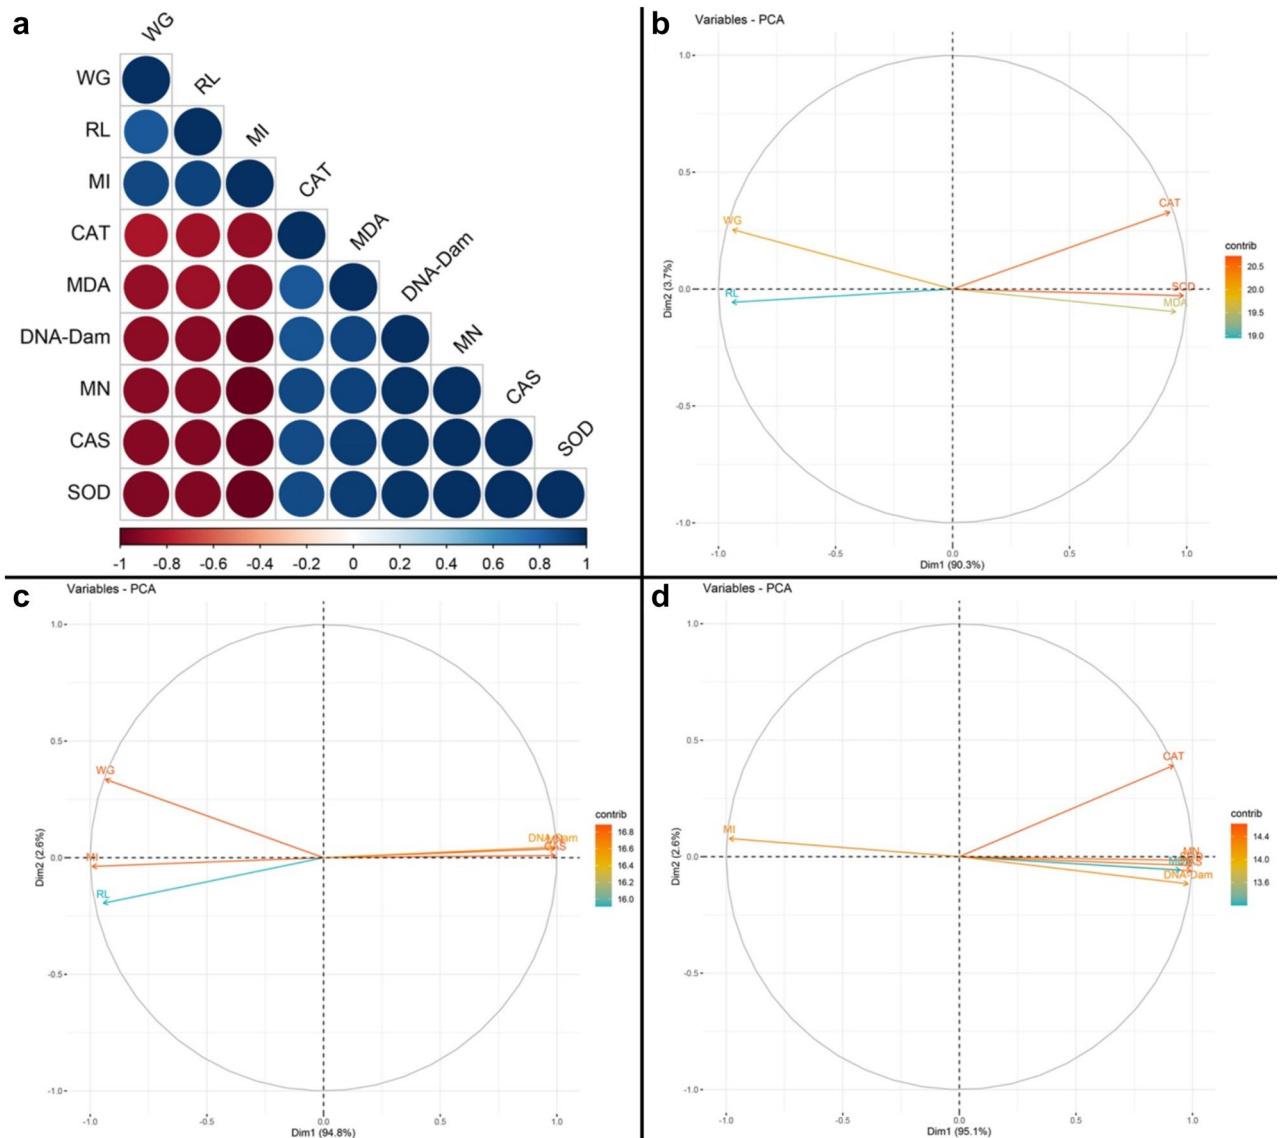 a
WG
WG
RL
RL
MI
MI
CAT
CAT
MDA
MDA
DNA-Dam
DNA-Dam
MN
MN
CAS
CAS
SOD
SOD
-1 -0.8 -0.6 -0.4 -0.2 0 0.2 0.4 0.6 0.8 1
b
Variables - PCA
1.0
0.5
0.0
-0.5
-1.0
Dim2 (3.7%)
WG
RL
CAT
SOD
MDA
-1.0 -0.5 0.0 0.5 1.0
Dim1 (90.3%)
contrib
20.5
20.0
19.5
19.0
c
Variables - PCA
1.0
0.5
0.0
-0.5
-1.0
Dim2 (2.6%)
WG
MI
RL
DNA-Dam
CAS
-1.0 -0.5 0.0 0.5 1.0
Dim1 (94.8%)
contrib
16.8
16.6
16.4
16.2
16.0
d
Variables - PCA
1.0
0.5
0.0
-0.5
-1.0
Dim2 (2.6%)
MI
CAT
MN
DNA-Dam
-1.0 -0.5 0.0 0.5 1.0
Dim1 (95.1%)
contrib
14.4
14.0
13.6